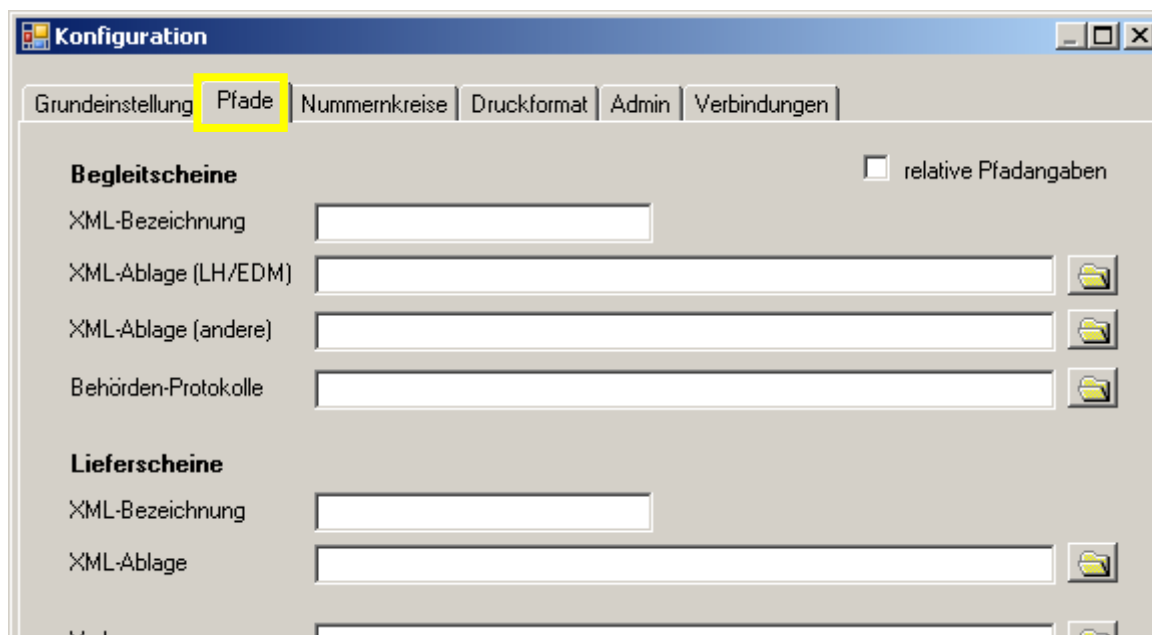 Konfiguration
Grundeinstellung Pfade Nummernkreise Druckformat Admin Verbindungen
Begleitscheine relative Pfadangaben
XML-Bezeichnung
XML-Ablage (LH/EDM)
XML-Ablage (andere)
Behörden-Protokolle
Lieferscheine
XML-Bezeichnung
XML-Ablage